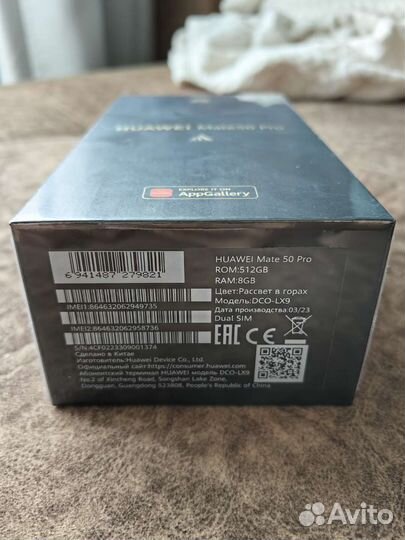 HUAWEI Mate50 Pro
EXPLORE IT ON
AppGallery
HUAWEI Mate 50 Pro
ROM:512GB
RAM:8GB
Цвет:Рассвет в горах
Модель:DCO-LX9
Дата производства:03/23
Dual SIM
6 941487 279821
IMEI1:864632062949735
IMEI2:864632062958736
S/N:4CF0223309001374
EAC CE
Сделано в Китае
Изготовитель:Huawei Device Co., Ltd.
Официальный сайт:https://consumer.huawei.com
Абонентский терминал HUAWEI модель DCO-LX9
No.2 of Xincheng Road, Songshan Lake Zone,
Dongguan, Guangdong 523808, People's Republic of China
Avito